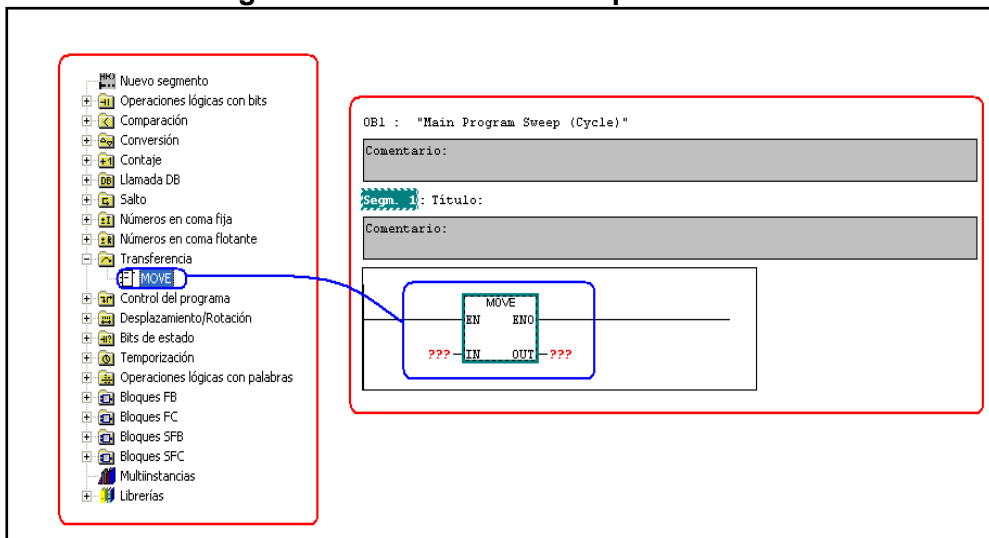 Nuevo segmento
Operaciones lógicas con bits
Comparación
Conversión
Contaje
DB Llamada DB
Salto
Números en coma fija
Números en coma flotante
Transferencia
MOVE
Control del programa
Desplazamiento/Rotación
Bits de estado
Temporización
Operaciones lógicas con palabras
Bloques FB
Bloques FC
Bloques SFB
Bloques SFC
Multiinstancias
Librerías
OB1 : "Main Program Sweep (Cycle)"
Comentario:
Segm. 1: Título:
Comentario:
MOVE
EN ENO
??? IN OUT ???